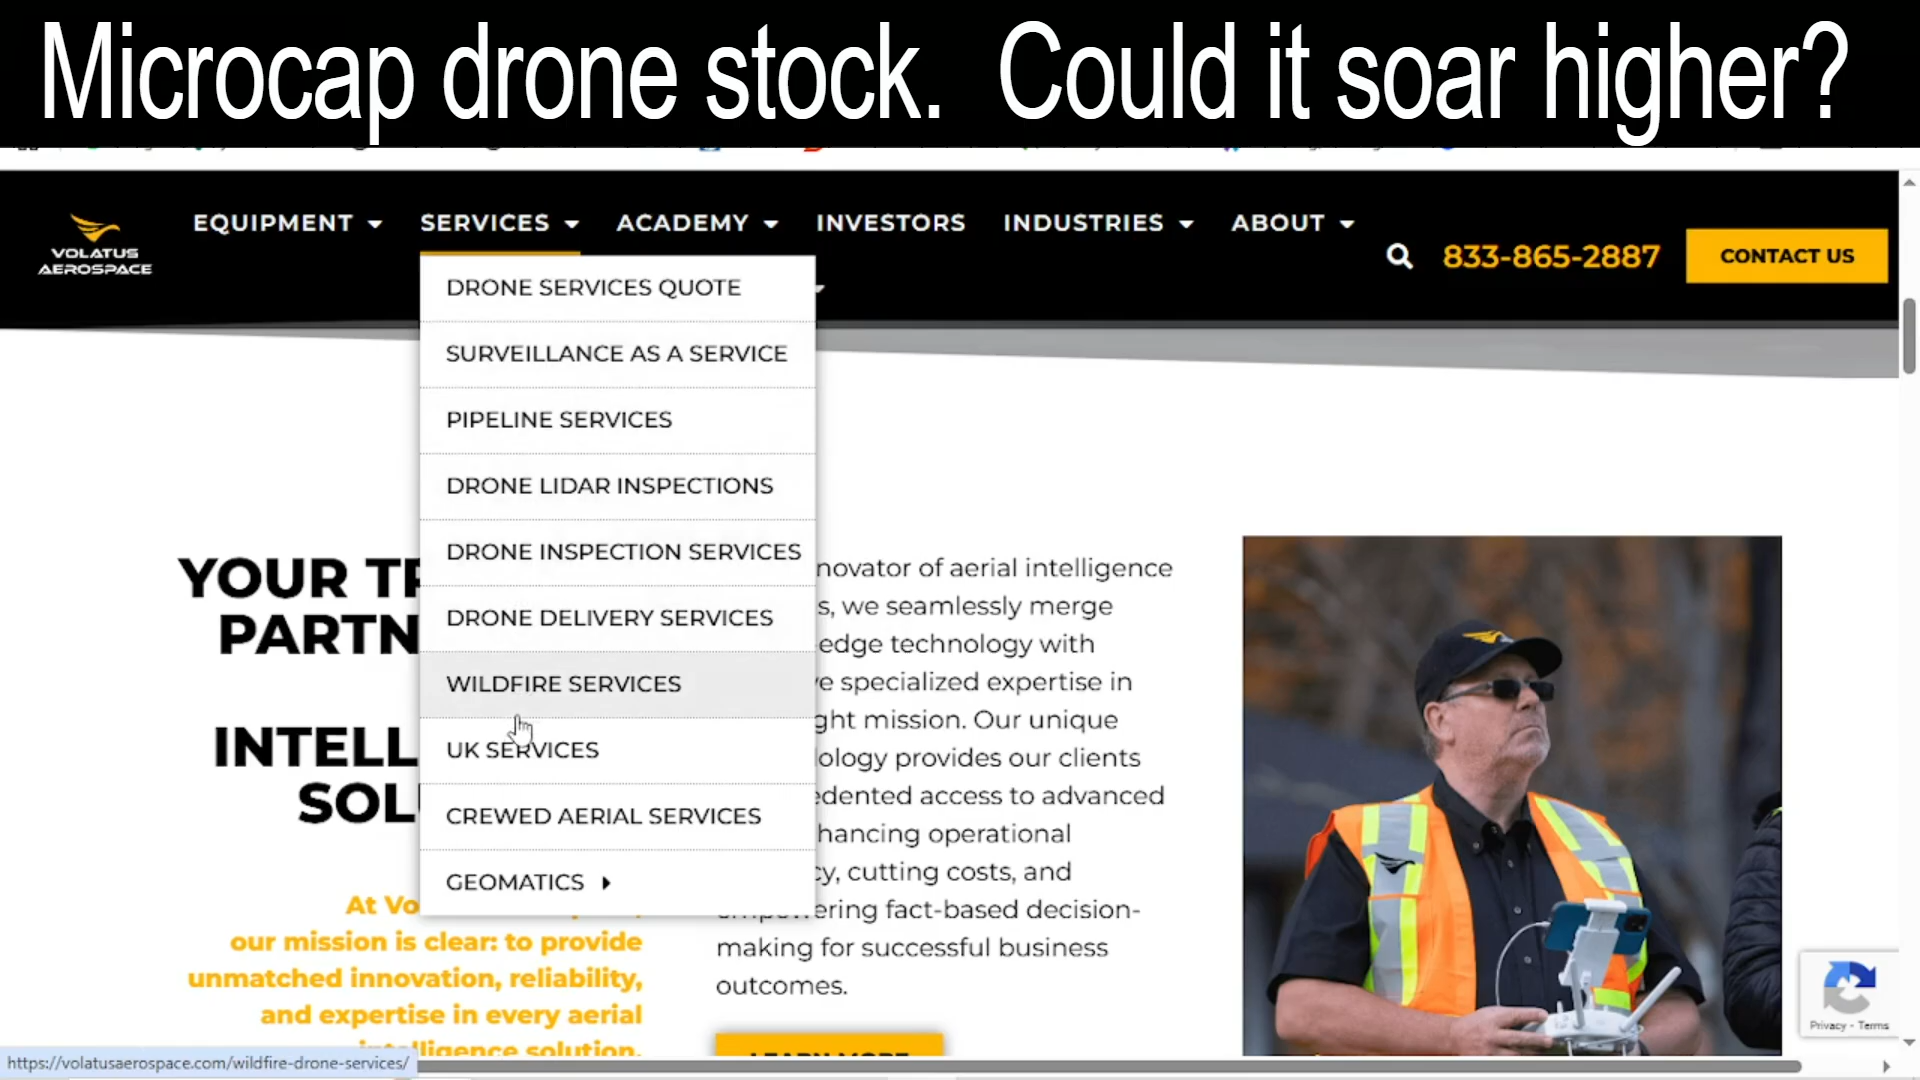 Microcap drone stock.  Could it soar higher?
VOLATUS
AEROSPACE
EQUIPMENT
SERVICES
ACADEMY
INVESTORS
INDUSTRIES
ABOUT
833-865-2887
CONTACT US
DRONE SERVICES QUOTE
SURVEILLANCE AS A SERVICE
PIPELINE SERVICES
DRONE LIDAR INSPECTIONS
DRONE INSPECTION SERVICES
DRONE DELIVERY SERVICES
WILDFIRE SERVICES
UK SERVICES
CREWED AERIAL SERVICES
GEOMATICS
YOUR
PARTN
INTELL
SOL
At Vo
our mission is clear: to provide
unmatched innovation, reliability,
and expertise in every aerial
intelligence solution.
novator of aerial intelligence
s, we seamlessly merge
edge technology with
e specialized expertise in
ght mission. Our unique
ology provides our clients
edented access to advanced
hancing operational
cy, cutting costs, and
empowering fact-based decision-
making for successful business
outcomes.
LEARN MORE
Privacy - Terms
https://volatusaerospace.com/wildfire-drone-services/